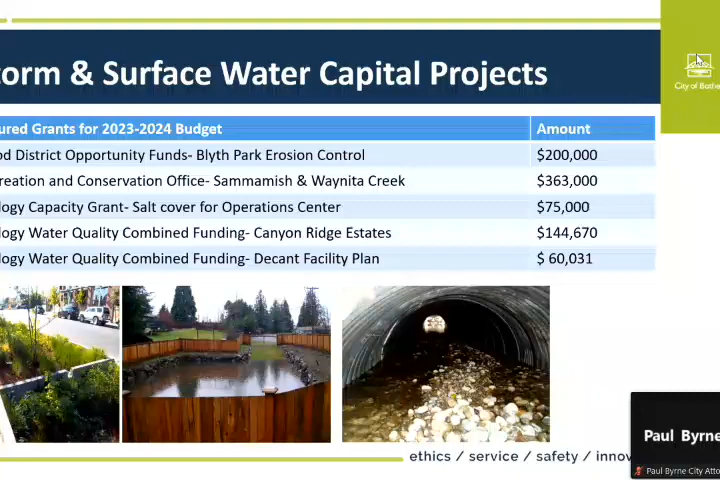 torm & Surface Water Capital Projects
City of Bothe
ured Grants for 2023-2024 Budget Amount
od District Opportunity Funds- Blyth Park Erosion Control $200,000
reation and Conservation Office- Sammamish & Waynita Creek $363,000
logy Capacity Grant- Salt cover for Operations Center $75,000
logy Water Quality Combined Funding- Canyon Ridge Estates $144,670
logy Water Quality Combined Funding- Decant Facility Plan $ 60,031
ethics / service / safety / innov
Paul Byrne
Paul Byrne City Atto